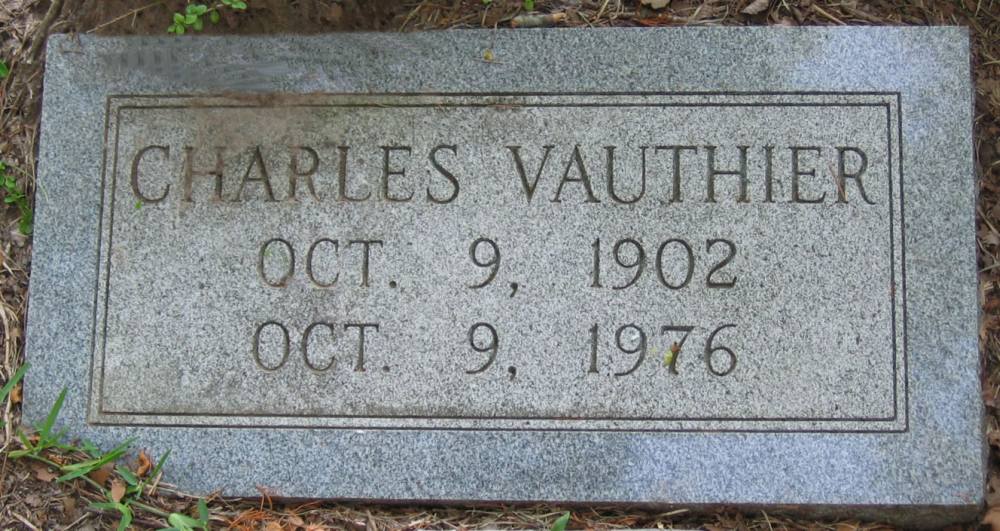 CHARLES VAUTHIER
OCT. 9, 1902
OCT. 9, 1976